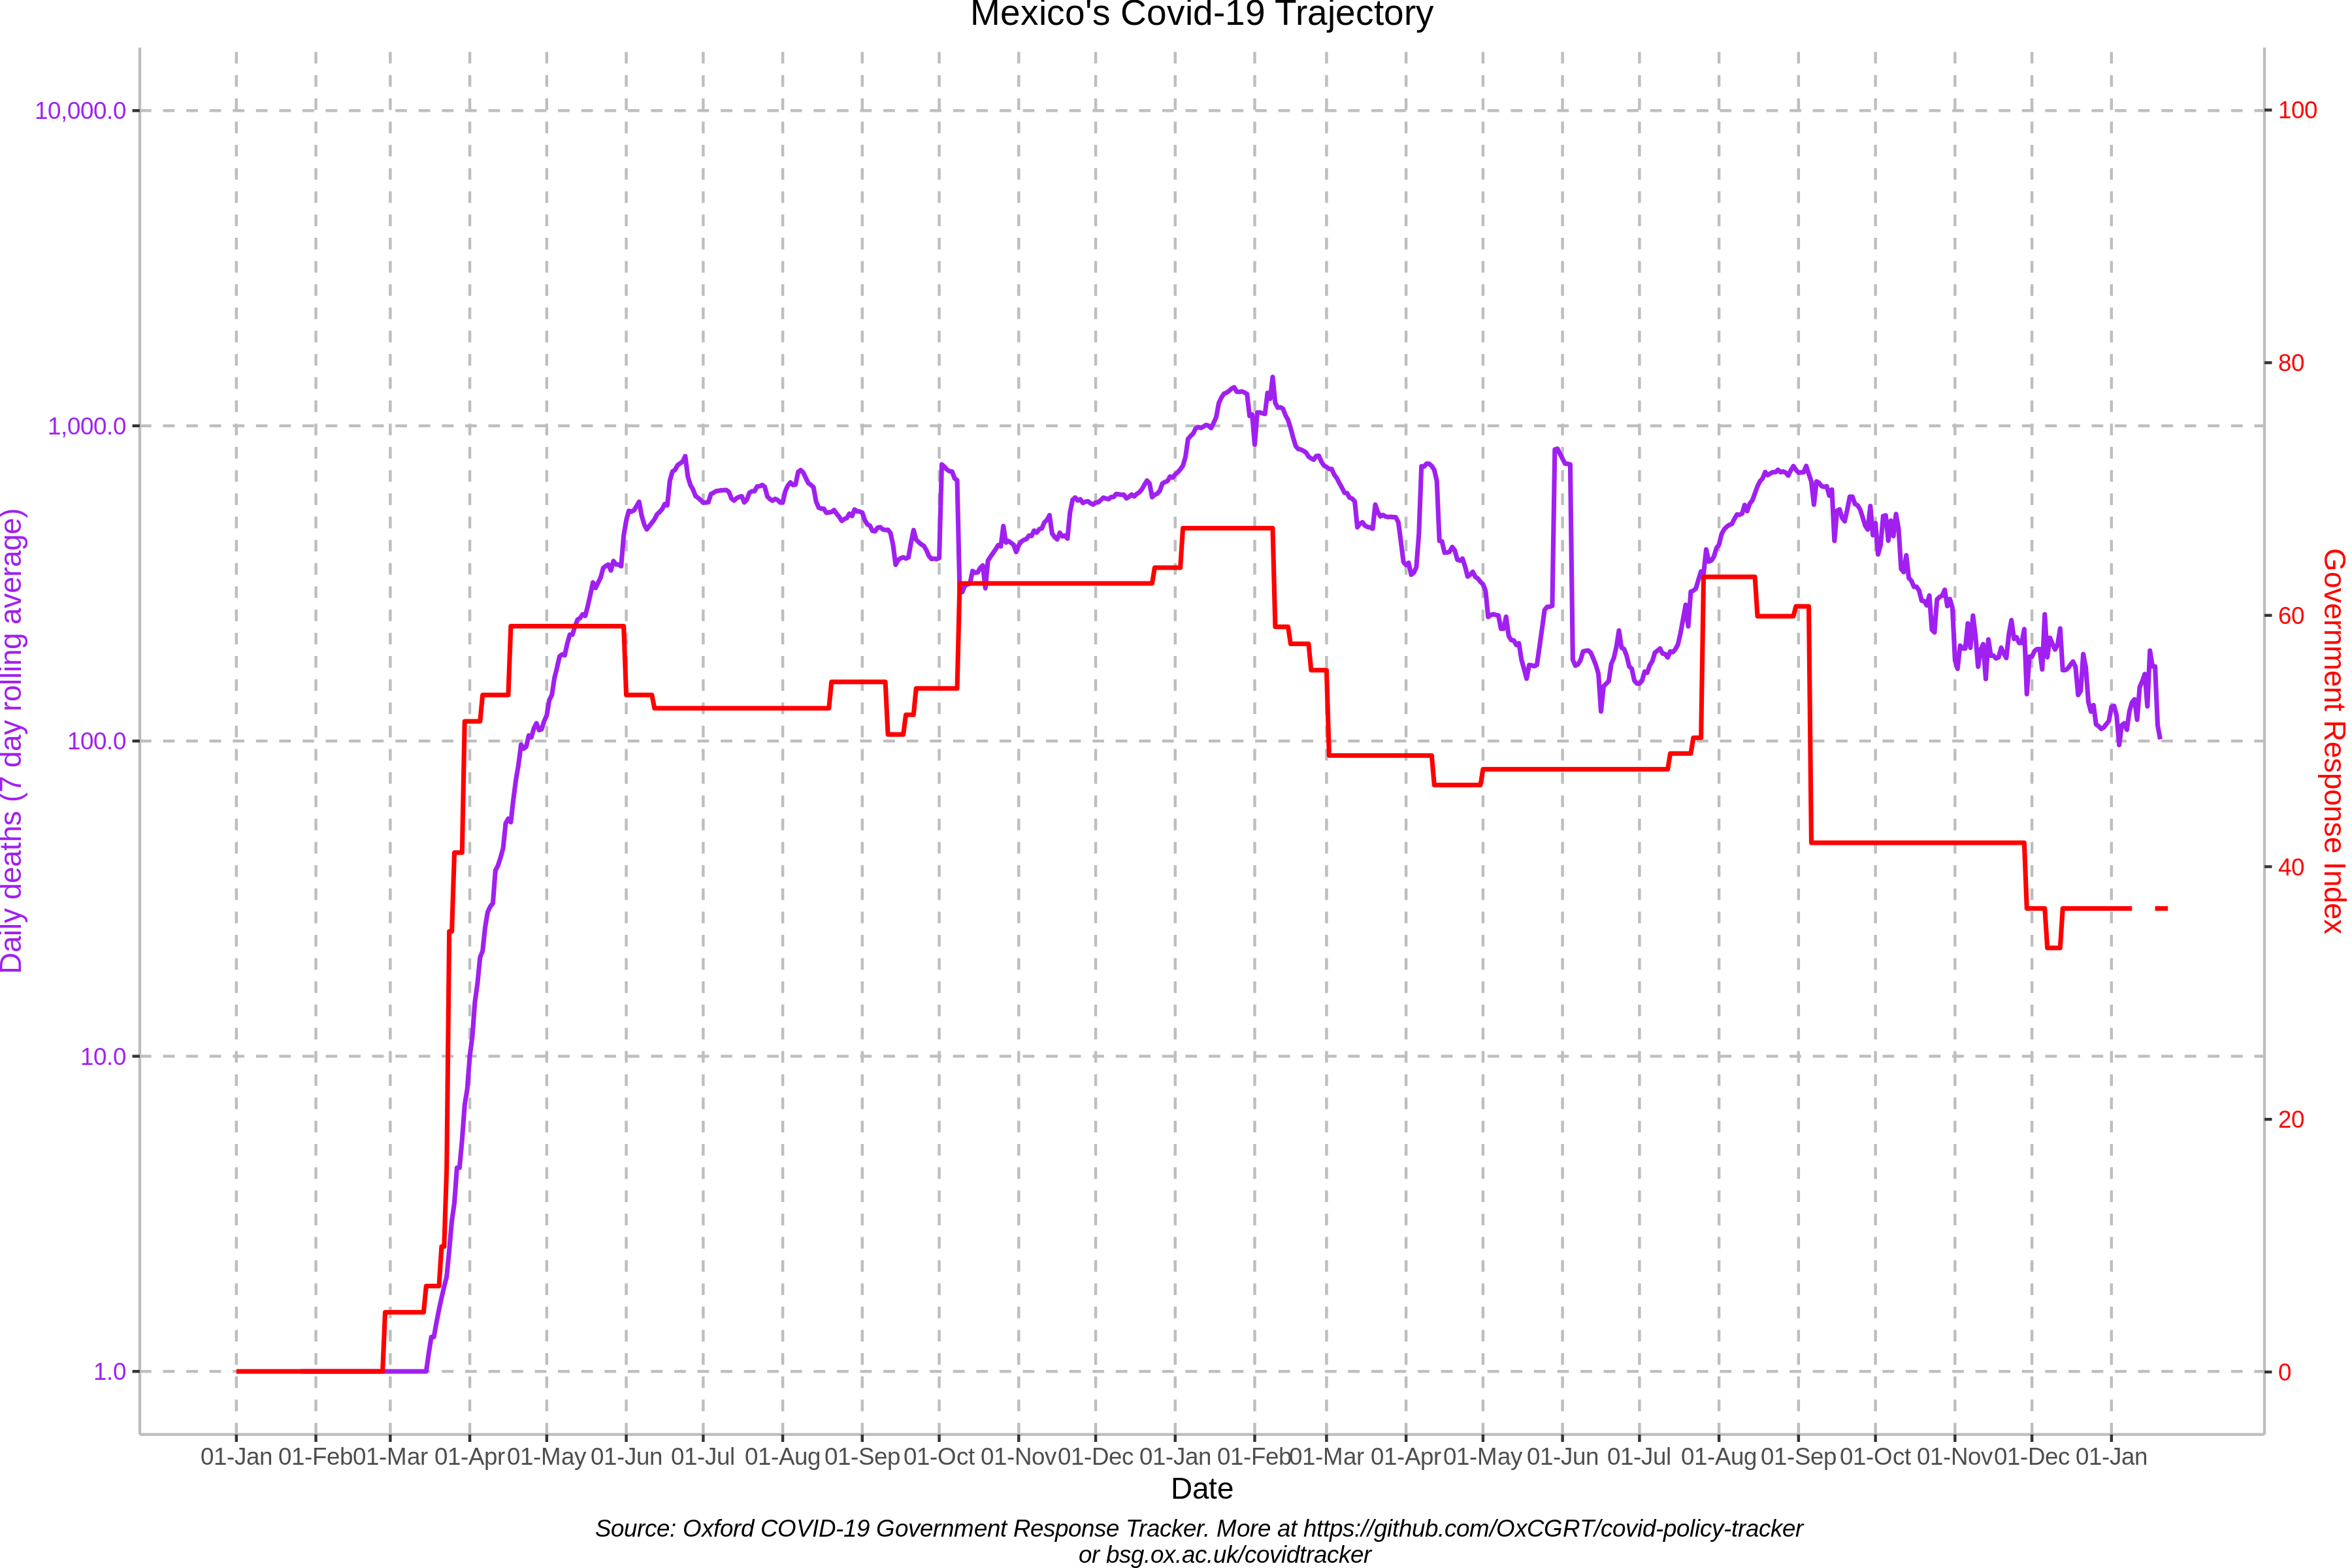 Mexico's Covid-19 Trajectory
10,000.0
1,000.0
100.0
10.0
1.0
Daily deaths (7 day rolling average)
100
80
60
40
20
0
Government Response Index
01-Jan 01-Feb 01-Mar 01-Apr 01-May 01-Jun 01-Jul 01-Aug 01-Sep 01-Oct 01-Nov 01-Dec 01-Jan 01-Feb 01-Mar 01-Apr 01-May 01-Jun 01-Jul 01-Aug 01-Sep 01-Oct 01-Nov 01-Dec 01-Jan
Date
Source: Oxford COVID-19 Government Response Tracker. More at https://github.com/OxCGRT/covid-policy-tracker
or bsg.ox.ac.uk/covidtracker